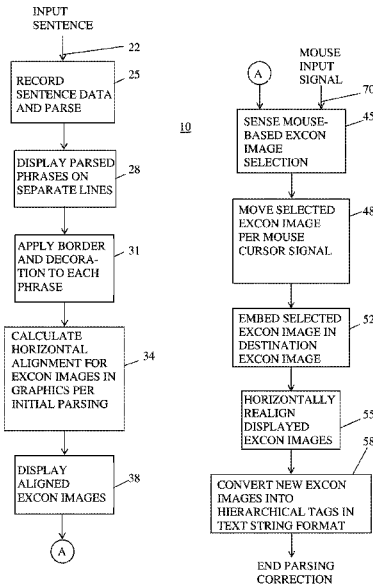 INPUT
SENTENCE
22
25
RECORD
SENTENCE DATA
AND PARSE
28
DISPLAY PARSED
PHRASES ON
SEPARATE LINES
31
APPLY BORDER
AND DECORA-
TION TO EACH
PHRASE
34
CALCULATE
HORIZONTAL
ALIGNMENT FOR
EXCON IMAGES IN
GRAPHICS PER
INITIAL PARSING
38
DISPLAY
ALIGNED
EXCON IMAGES
A
10
A
MOUSE
INPUT
SIGNAL
70
45
SENSE MOUSE-
BASED EXCON
IMAGE
SELECTION
48
MOVE SELECTED
EXCON IMAGE
PER MOUSE
CURSOR SIGNAL
52
EMBED SELECTED
EXCON IMAGE IN
DESTINATION
EXCON IMAGE
55
HORIZONTALLY
REALIGN
DISPLAYED
EXCON IMAGES
58
CONVERT NEW EXCON
IMAGES INTO
HIERARCHICAL TAGS IN
TEXT STRING FORMAT
END PARSING
CORRECTION